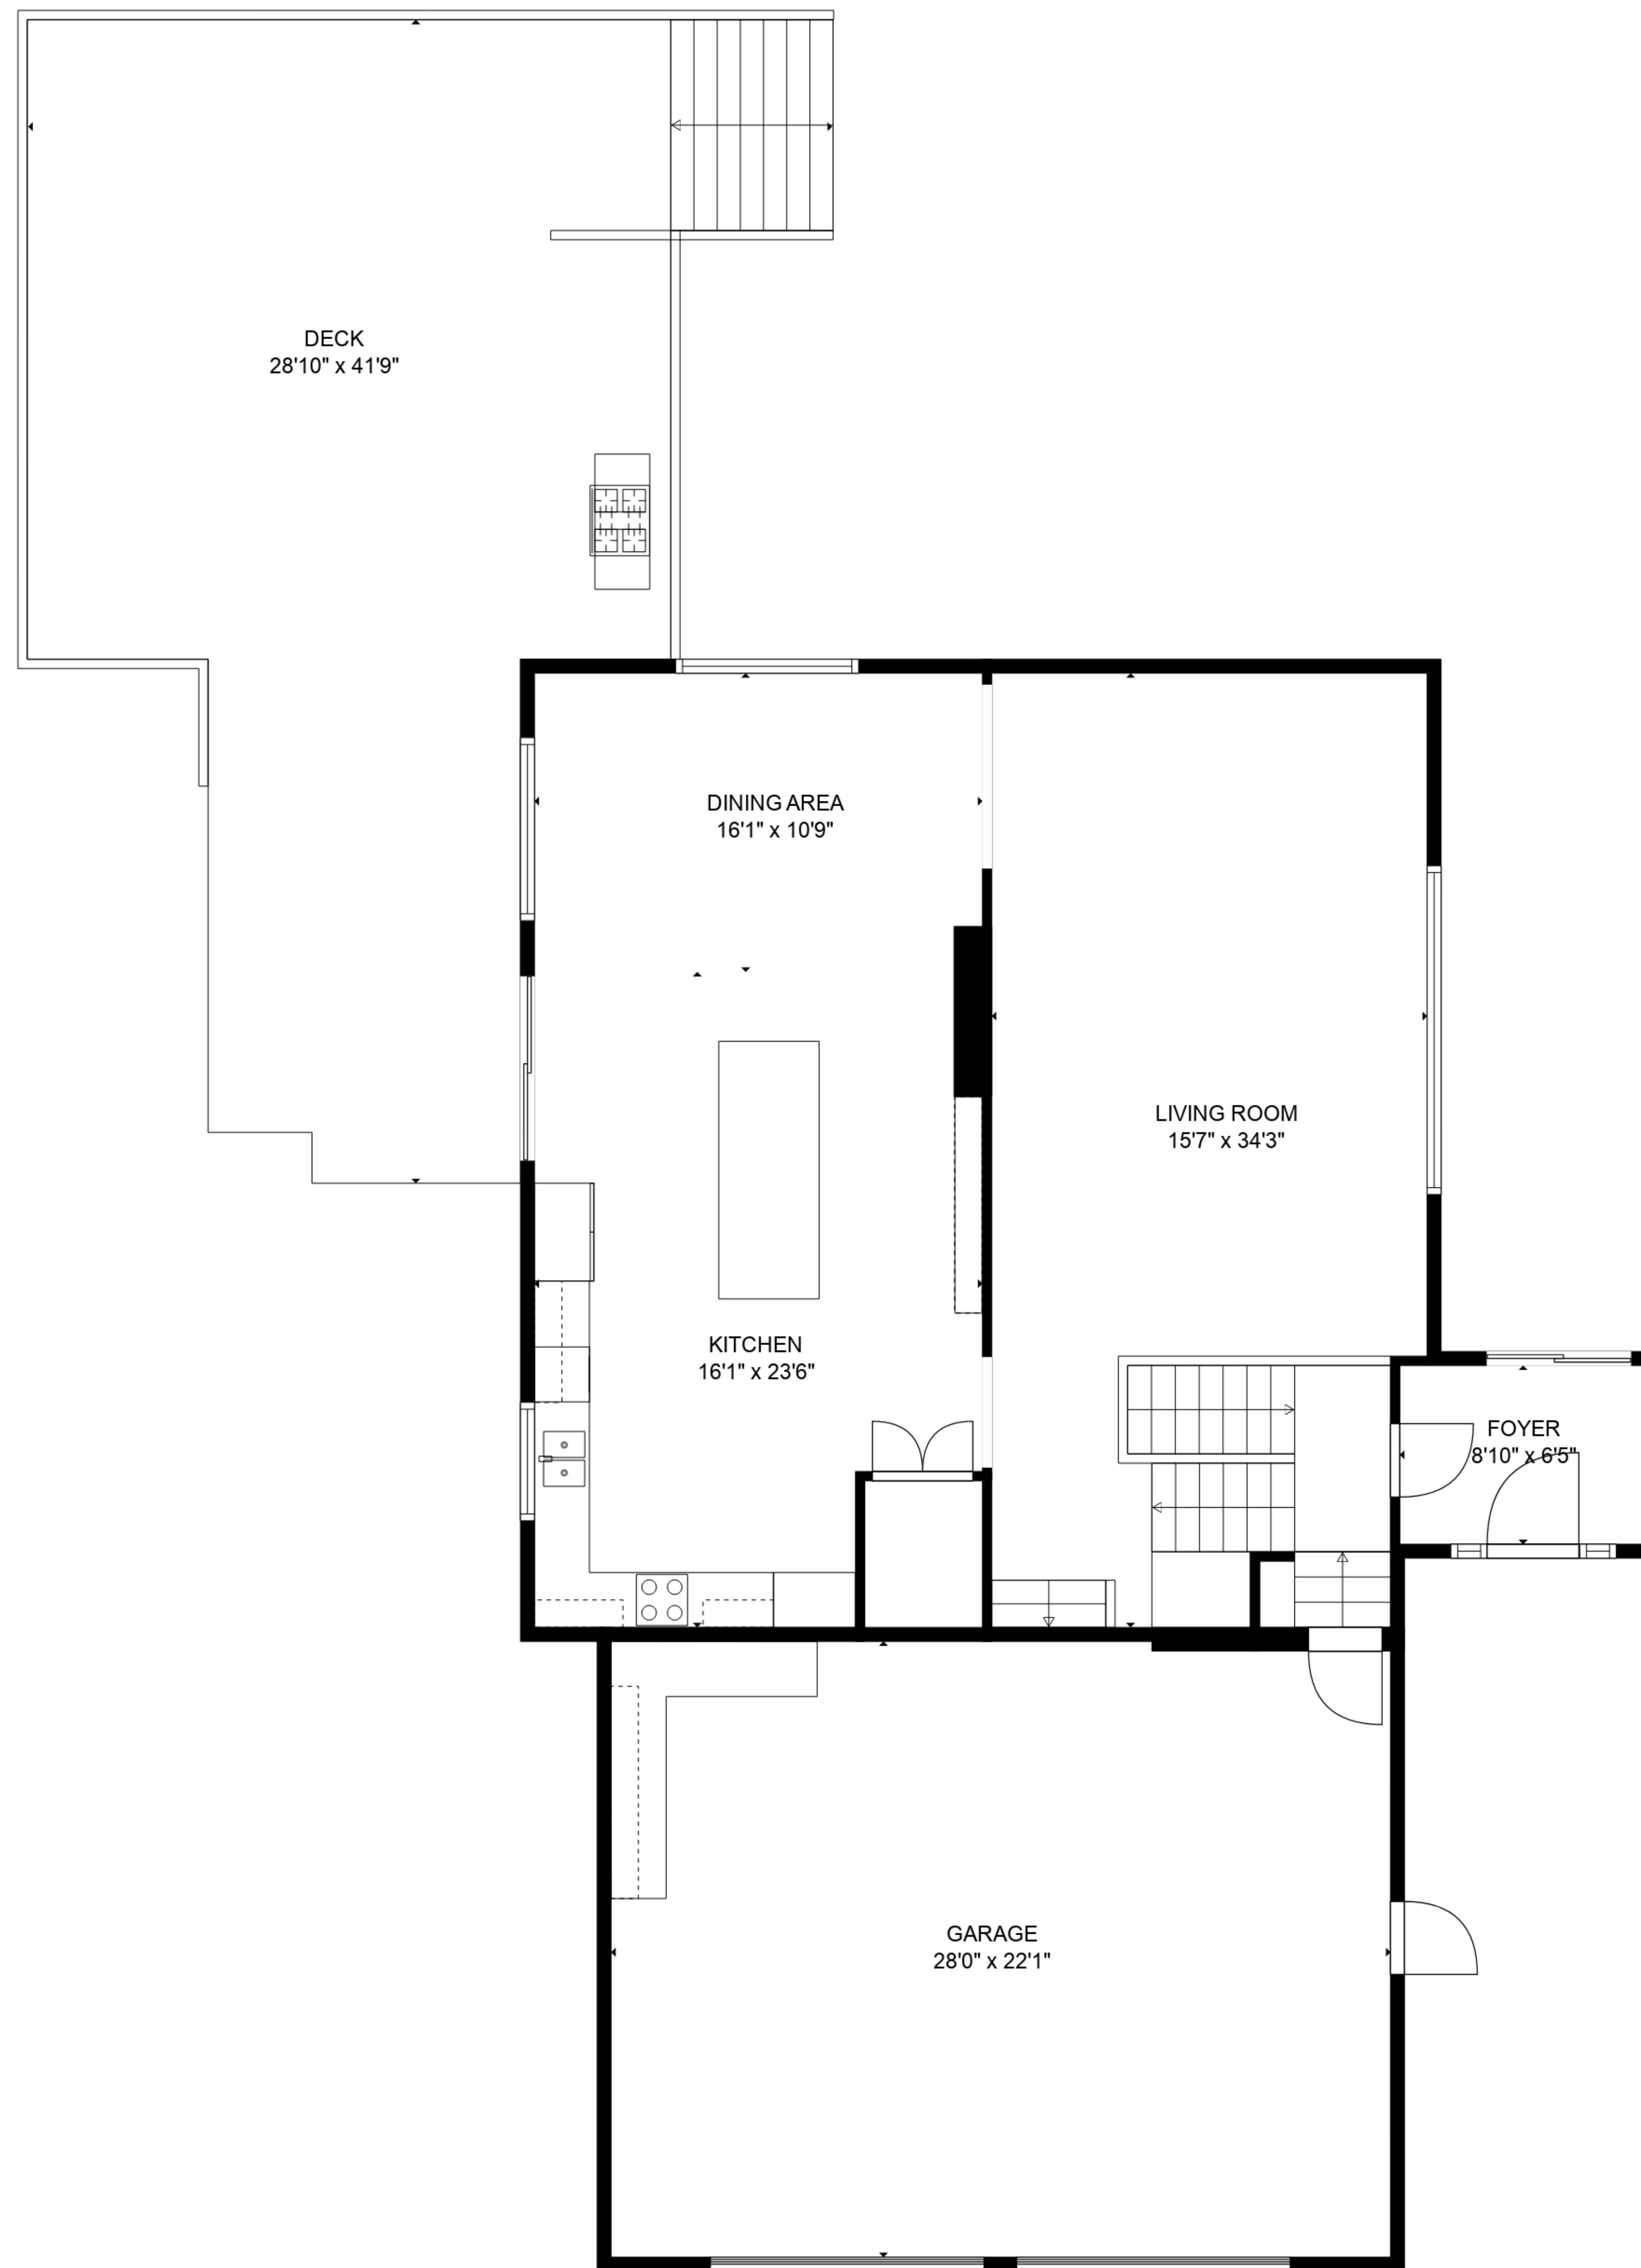 DECK
28'10" x 41'9"
DINING AREA
16'1" x 10'9"
LIVING ROOM
15'7" x 34'3"
KITCHEN
16'1" x 23'6"
FOYER
8'10" x 6'5"
GARAGE
28'0" x 22'1"